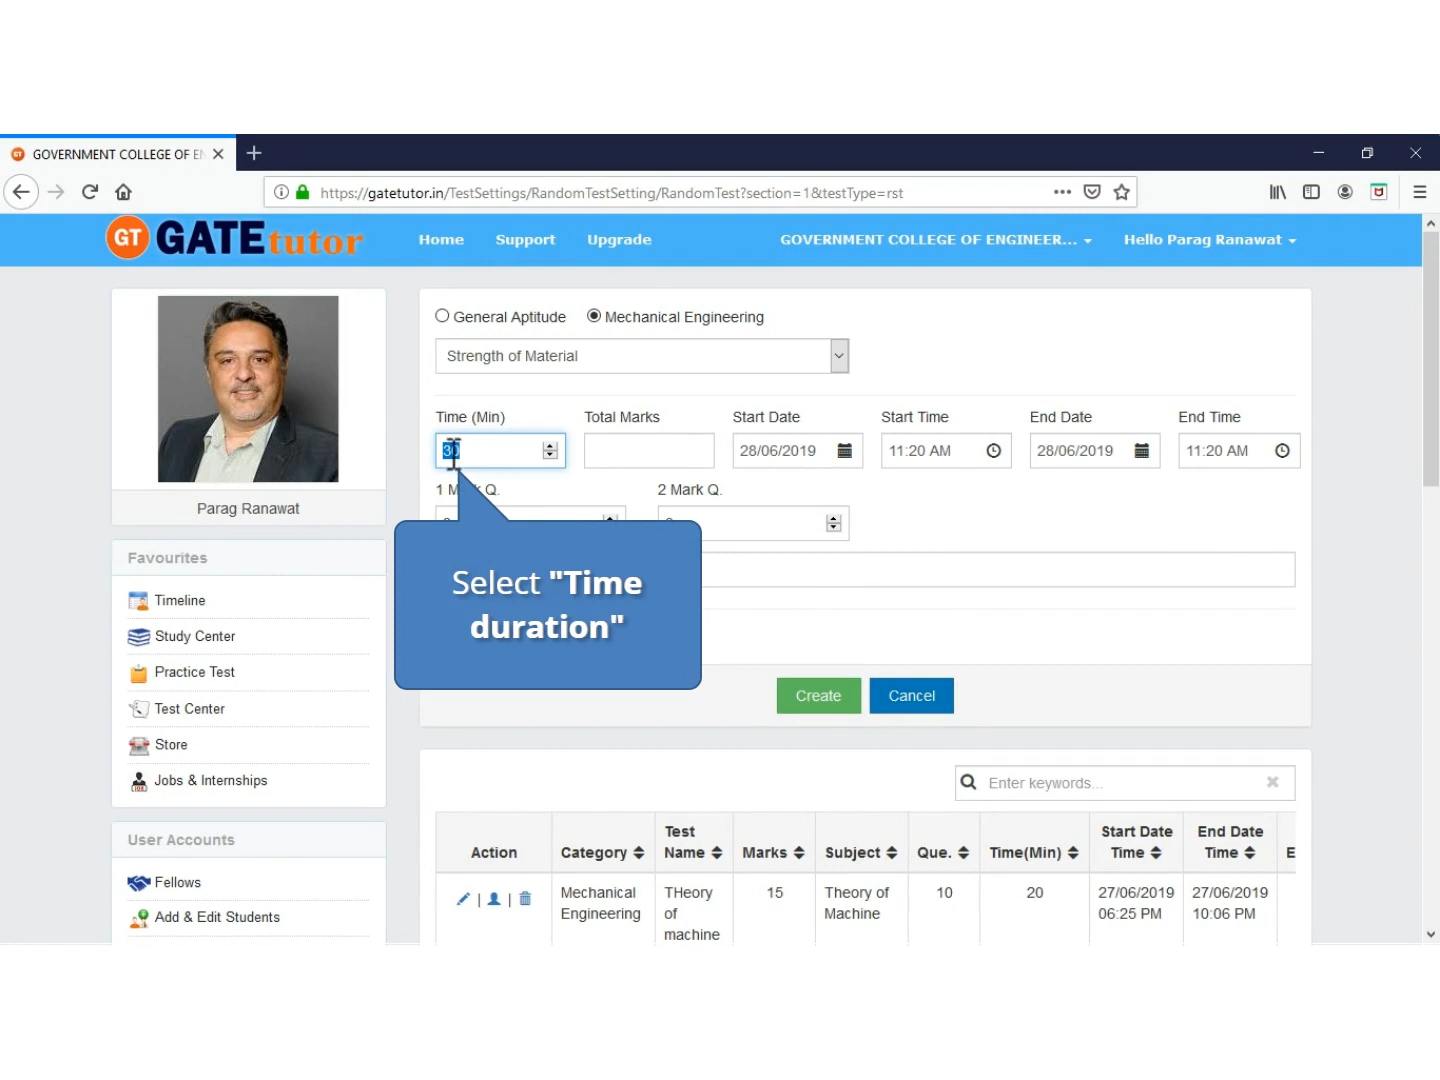 GOVERNMENT COLLEGE OF EN
https://gatetutor.in/TestSettings/RandomTestSetting/RandomTest?section=1&testType=rst
GT GATEtutor Home Support Upgrade GOVERNMENT COLLEGE OF ENGINEER... Hello Parag Ranawat
Parag Ranawat
Favourites
Timeline
Study Center
Practice Test
Test Center
Store
Jobs & Internships
User Accounts
Fellows
Add & Edit Students
General Aptitude Mechanical Engineering
Strength of Material
Time (Min) Total Marks Start Date Start Time End Date End Time
30 28/06/2019 11:20 AM 28/06/2019 11:20 AM
1 Mark Q. 2 Mark Q.
Select "Time
duration"
Create Cancel
Enter keywords...
Action Category Test Name Marks Subject Que. Time(Min) Start Date Time End Date Time E
Mechanical Engineering THeory of machine 15 Theory of Machine 10 20 27/06/2019 06:25 PM 27/06/2019 10:06 PM